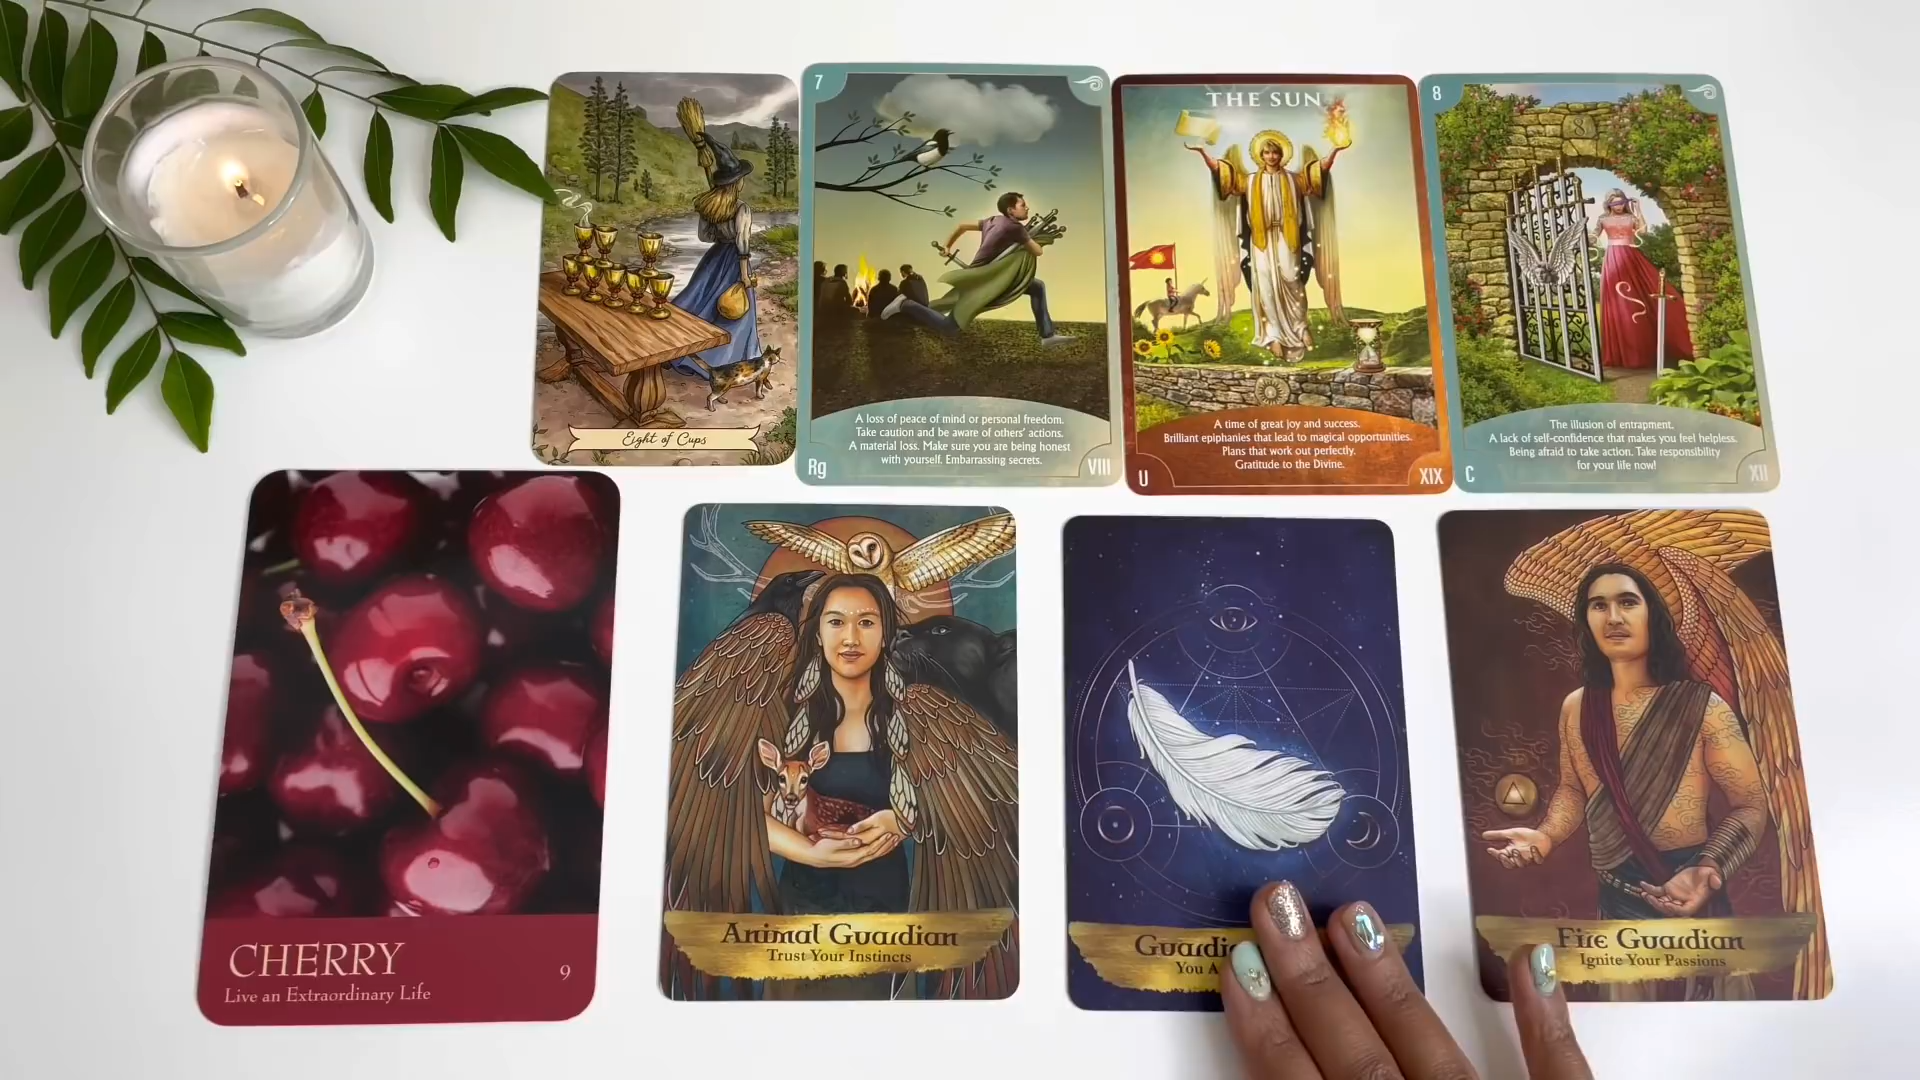 Eight of Cups
7
A loss of peace of mind or personal freedom.
Take caution and be aware of others' actions.
A material loss. Make sure you are being honest
with yourself. Embarrassing secrets.
Rg
VIII
THE SUN
A time of great joy and success.
Brilliant epiphanies that lead to magical opportunities.
Plans that work out perfectly.
Gratitude to the Divine.
U
XIX
8
8
The illusion of entrapment.
A lack of self-confidence that makes you feel helpless.
Being afraid to take action. Take responsibility
for your life now!
C
XII
CHERRY
Live an Extraordinary Life
9
Animal Guardian
Trust Your Instincts
You
Fire Guardian
Ignite Your Passions